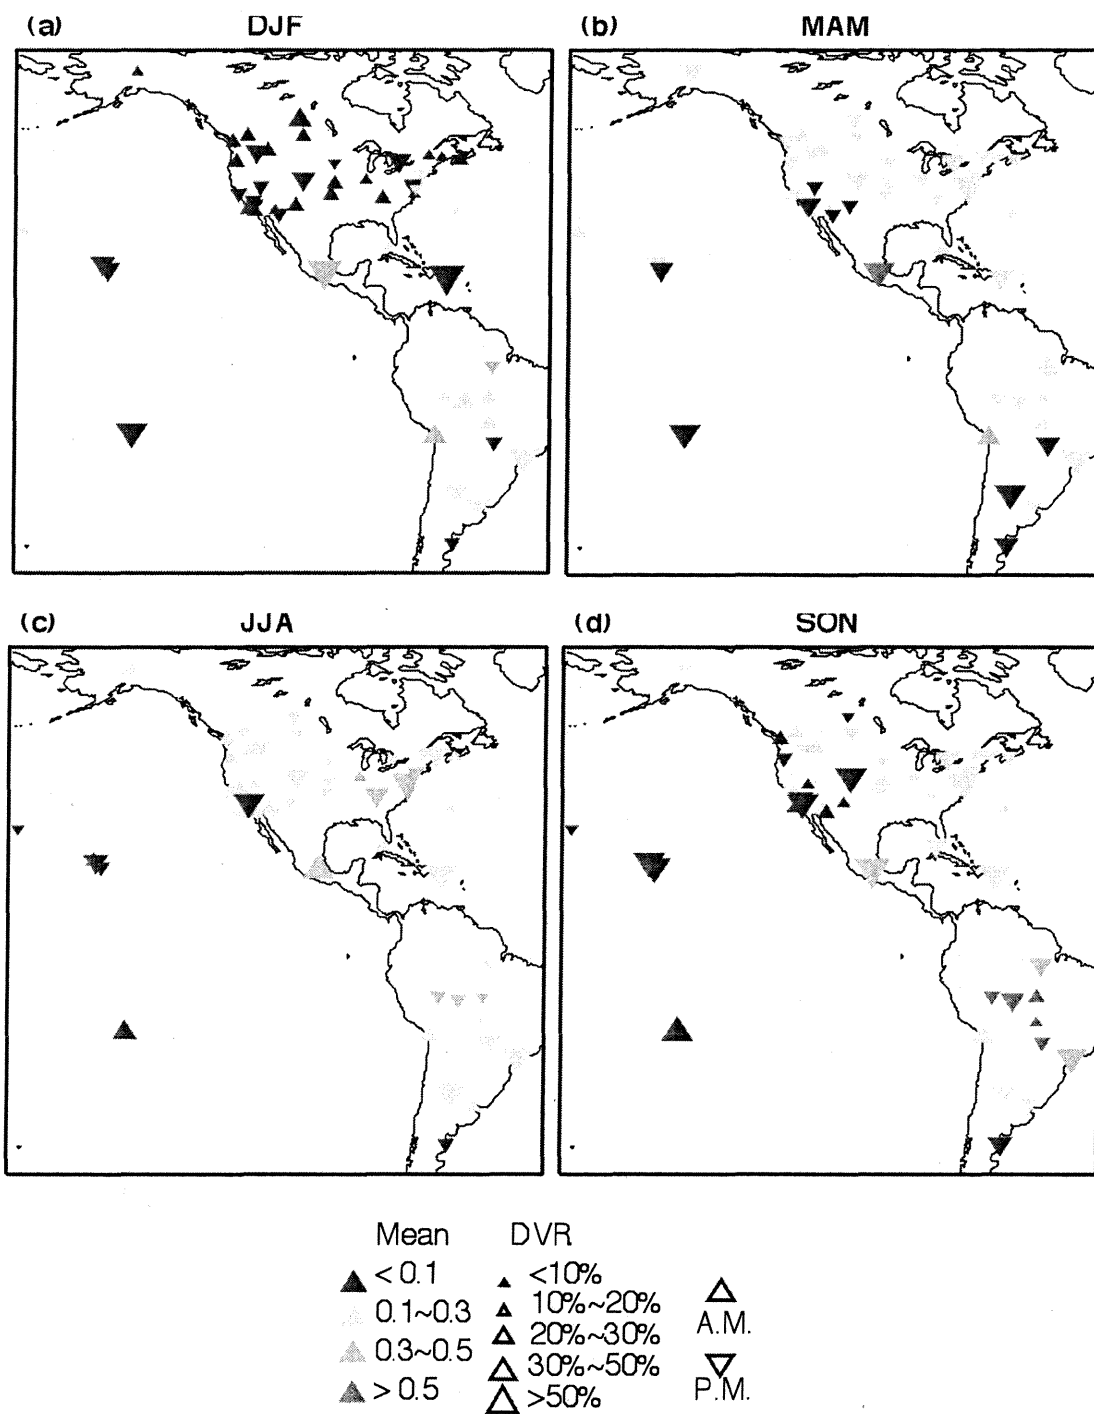 (a) DJF
(b) MAM
(c) JJA
(d) SON
Mean DVR
< 0.1 <10%
0.1~0.3 10%~20%
0.3~0.5 20%~30%
> 0.5 30%~50%
>50%
A.M.
P.M.